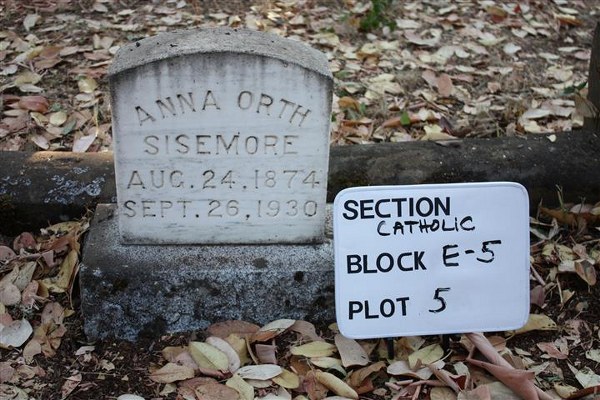 ANNA ORTH
SISEMORE
AUG. 24. 1874
SEPT. 26, 1930
SECTION
CATHOLIC
BLOCK E-5
PLOT 5